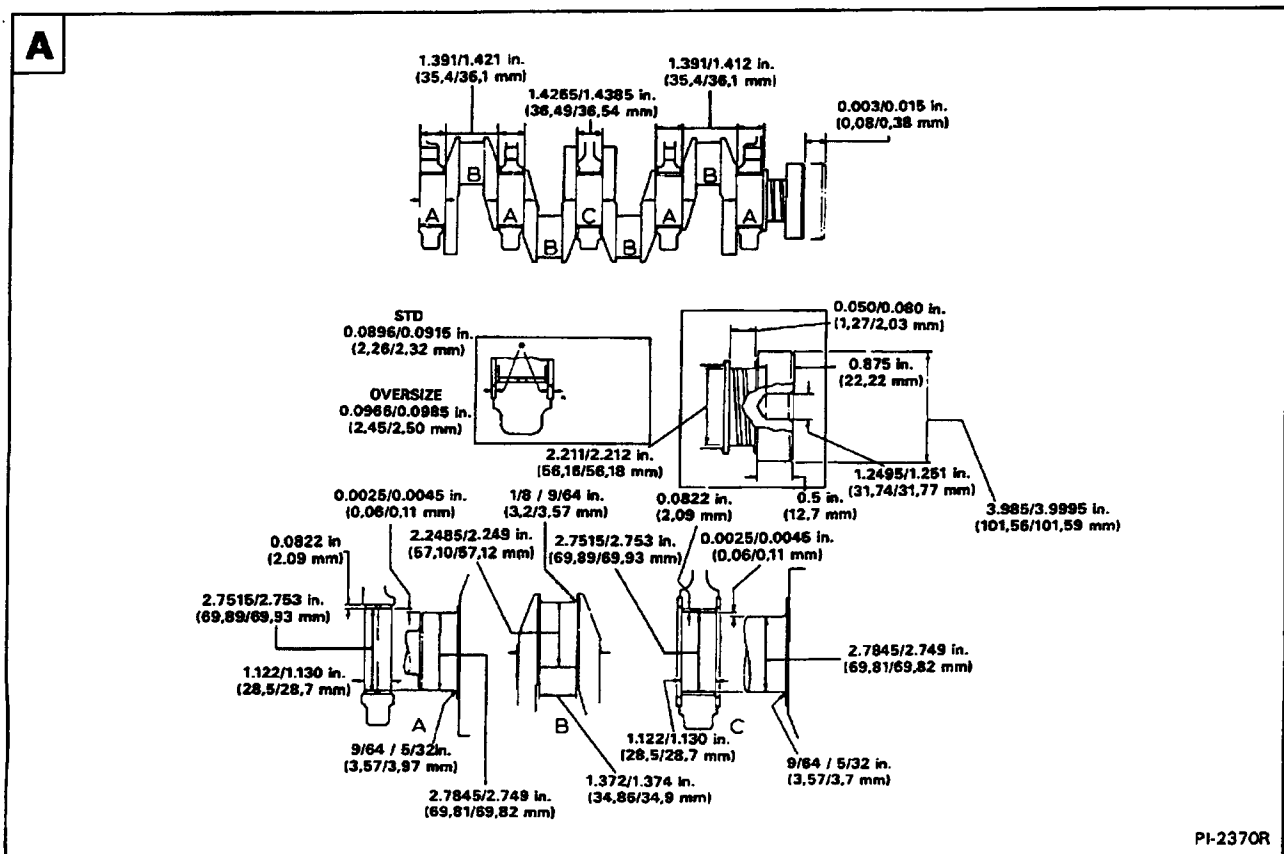 A
1.391/1.421 in.
(35,4/36,1 mm)
1.4265/1.4385 in.
(36,49/36,54 mm)
1.391/1.412 in.
(35,4/36,1 mm)
0.003/0.015 in.
(0,08/0,38 mm)
B
B
A
A
C
A
A
B
B
STD
0.0896/0.0915 in.
(2,26/2,32 mm)
OVERSIZE
0.0966/0.0985 in.
(2,45/2,50 mm)
0.050/0.080 in.
(1,27/2,03 mm)
0.875 in.
(22,22 mm)
2.211/2.212 in.
(56,16/56,18 mm)
1.2495/1.251 in.
(31,74/31,77 mm)
0.5 in.
(12,7 mm)
3.985/3.9995 in.
(101,56/101,59 mm)
0.0025/0.0045 in.
(0,06/0,11 mm)
1/8 / 9/64 in.
(3,2/3,57 mm)
0.0822 in.
(2,09 mm)
0.0822 in
(2.09 mm)
2.2485/2.249 in.
(57,10/57,12 mm)
2.7515/2.753 in.
(69,89/69,93 mm)
0.0025/0.0045 in.
(0,06/0,11 mm)
2.7515/2.753 in.
(69,89/69,93 mm)
2.7845/2.749 in.
(69,81/69,82 mm)
1.122/1.130 in.
(28,5/28,7 mm)
A
B
C
1.122/1.130 in.
(28,5/28,7 mm)
9/64 / 5/32in.
(3,57/3,97 mm)
9/64 / 5/32 in.
(3,57/3,7 mm)
1.372/1.374 in.
(34,86/34,9 mm)
2.7845/2.749 in.
(69,81/69,82 mm)
PI-2370R